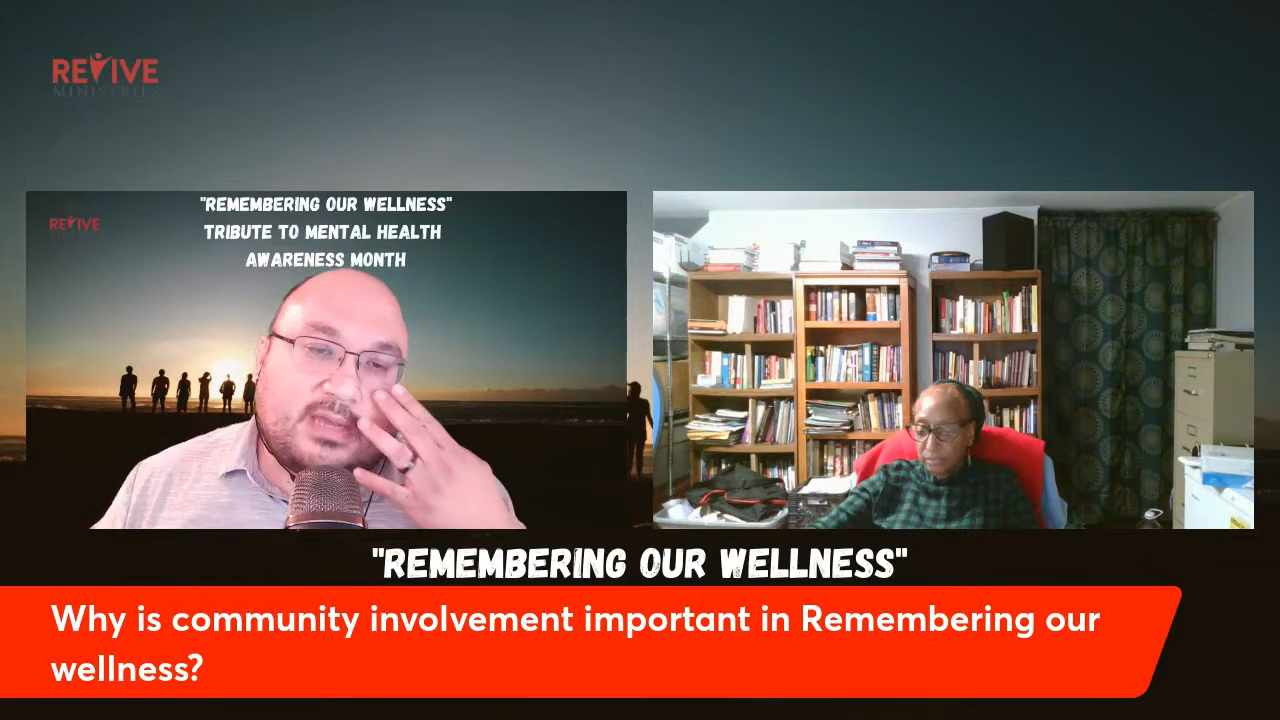 REVIVE
MINISTRIES
REVIVE
"REMEMBERING OUR WELLNESS"
TRIBUTE TO MENTAL HEALTH
AWARENESS MONTH
"REMEMBERING OUR WELLNESS"
Why is community involvement important in Remembering our
wellness?